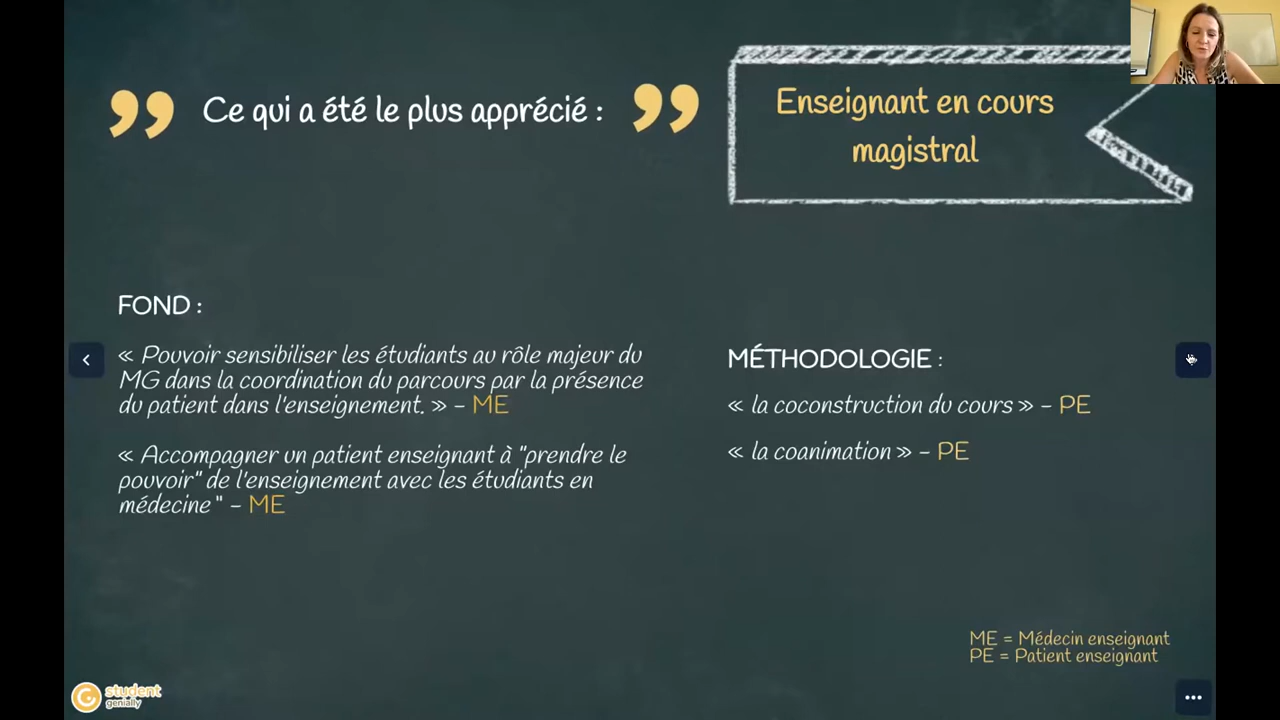 Ce qui a été le plus apprécié :
Enseignant en cours
magistral
FOND :
« Pouvoir sensibiliser les étudiants au rôle majeur du
MG dans la coordination du parcours par la présence
du patient dans l'enseignement. » - ME
« Accompagner un patient enseignant à "prendre le
pouvoir" de l'enseignement avec les étudiants en
médecine" - ME
MÉTHODOLOGIE :
« la coconstruction du cours » - PE
« la coanimation » - PE
ME = Médecin enseignant
PE = Patient enseignant
student
genially